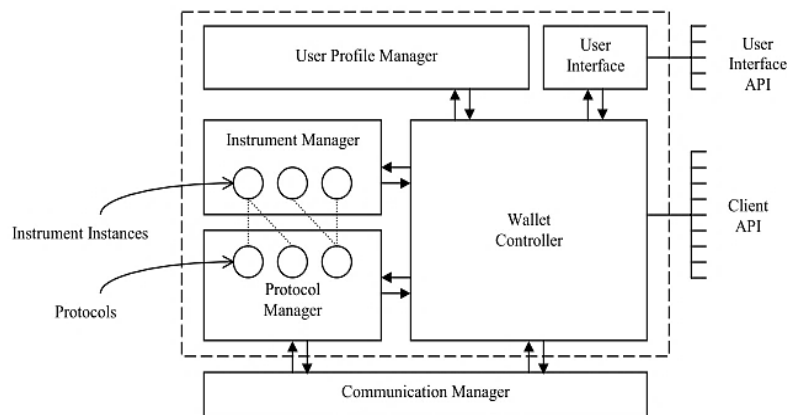 User Profile Manager
User
Interface
User
Interface
API
Instrument Manager
Instrument Instances
Wallet
Controller
Client
API
Protocols
Protocol
Manager
Communication Manager